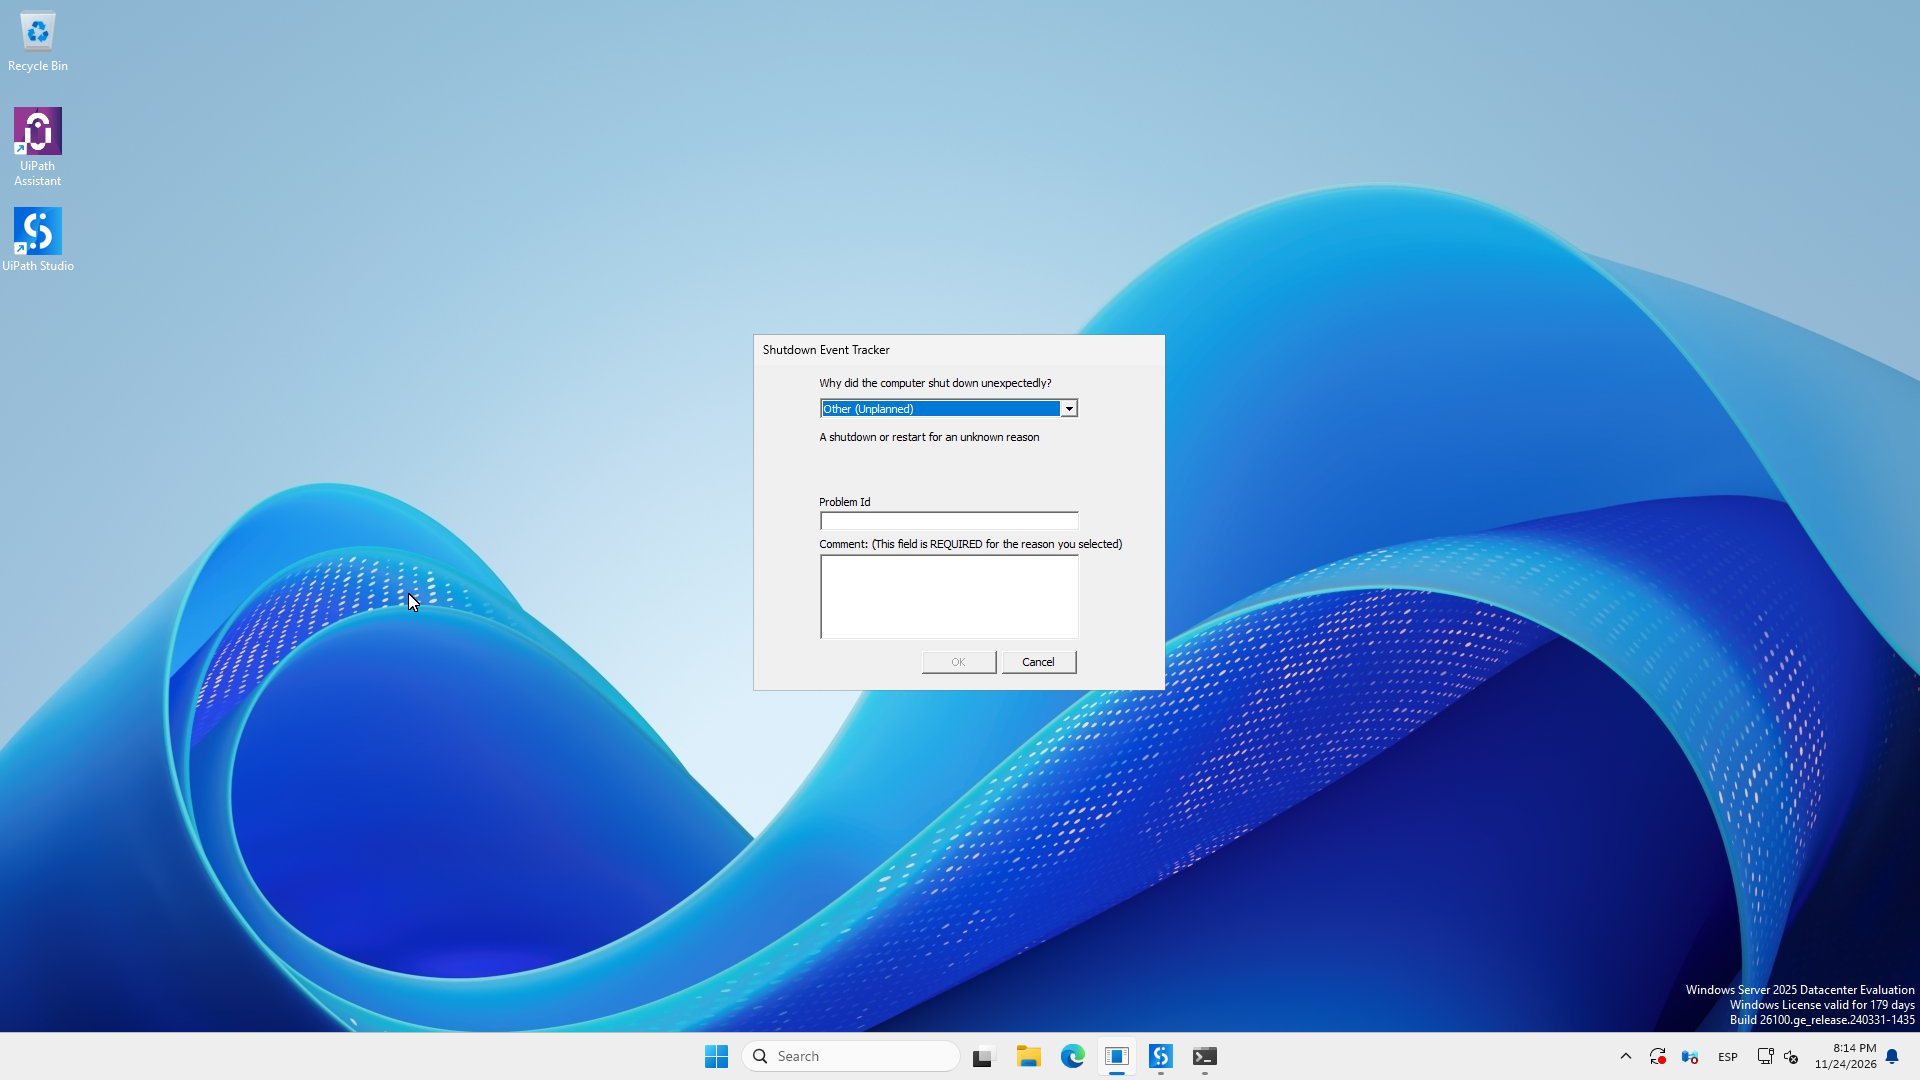 Recycle Bin
UiPath
Assistant
UiPath Studio
Shutdown Event Tracker
Why did the computer shut down unexpectedly?
Other (Unplanned)
A shutdown or restart for an unknown reason
Problem Id
Comment: (This field is REQUIRED for the reason you selected)
OK
Cancel
Windows Server 2025 Datacenter Evaluation
Windows License valid for 179 days
Build 26100.ge_release.240331-1435
Search
ESP
8:14 PM
11/24/2026